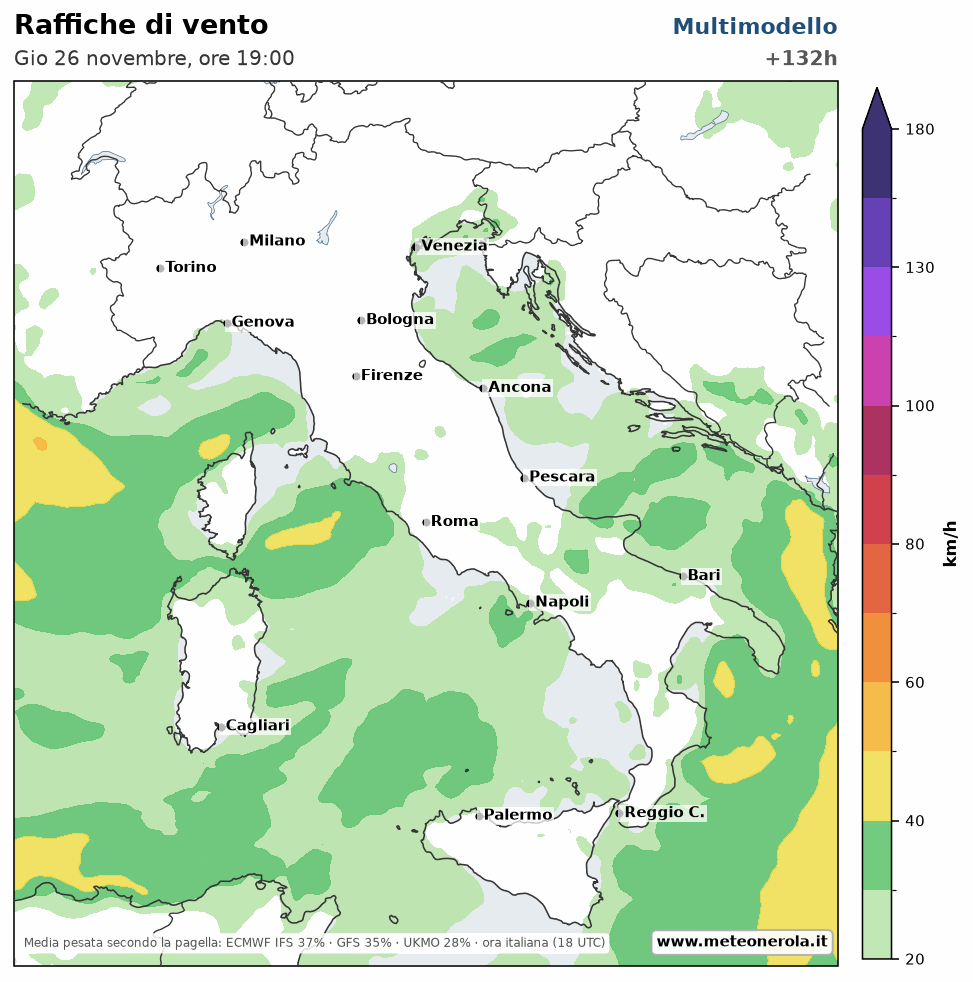 Raffiche di vento
Multimodello
Gio 26 novembre, ore 19:00
+132h
180
Venezia
Milano
Torino
130
Bologna
Genova
Firenze
Ancona
100
Pescara
Roma
80
km/h
Bari
Napoli
60
Cagliari
Reggio C.
Palermo
40
Media pesata secondo la pagella: ECMWF IFS 37% · GFS 35% · UKMO 28% · ora italiana (18 UTC)
www.meteonerola.it
20